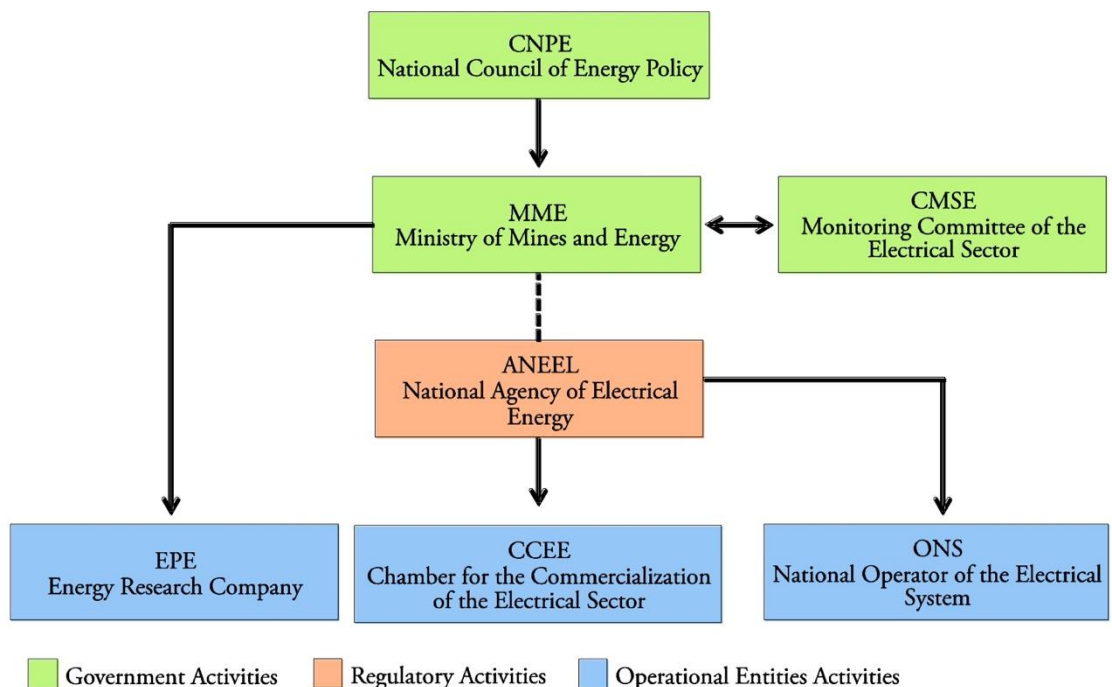 CNPE
National Council of Energy Policy
MME
Ministry of Mines and Energy
CMSE
Monitoring Committee of the
Electrical Sector
ANEEL
National Agency of Electrical
Energy
EPE
Energy Research Company
CCEE
Chamber for the Commercialization
of the Electrical Sector
ONS
National Operator of the Electrical
System
Government Activities
Regulatory Activities
Operational Entities Activities